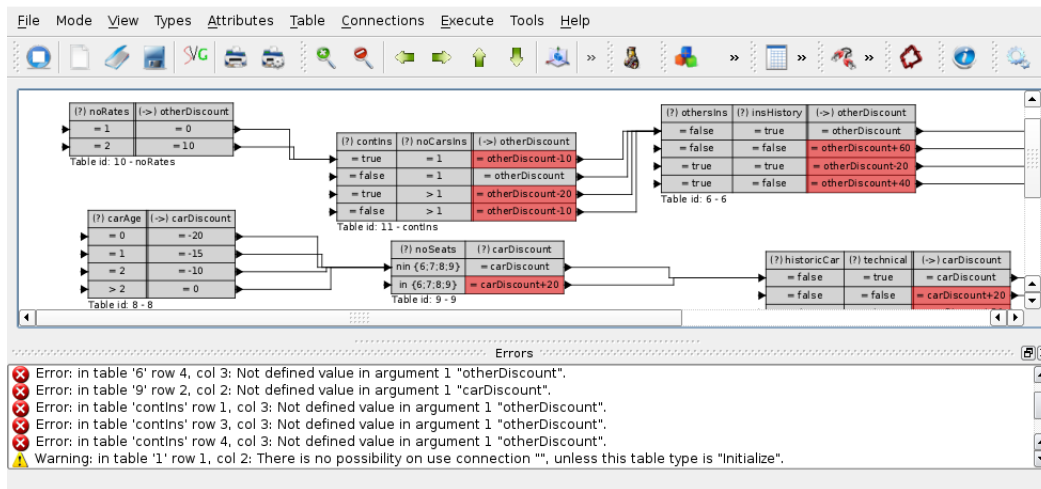 File Mode View Types Attributes Table Connections Execute Tools Help
SVG » » » »
(?) noRates (->) otherDiscount
= 1 = 0
= 2 = 10
Table id: 10 - noRates
(?) contIns (?) noCarsIns (->) otherDiscount
= true = 1 = otherDiscount-10
= false = 1 = otherDiscount
= true > 1 = otherDiscount-20
= false > 1 = otherDiscount-10
Table id: 11 - contIns
(?) othersIns (?) insHistory (->) otherDiscount
= false = true = otherDiscount
= false = false = otherDiscount+60
= true = true = otherDiscount-20
= true = false = otherDiscount+40
Table id: 6 - 6
(?) carAge (->) carDiscount
= 0 = -20
= 1 = -15
= 2 = -10
> 2 = 0
Table id: 8 - 8
(?) noSeats (?) carDiscount
nin {6;7;8;9} = carDiscount
in {6;7;8;9} = carDiscount+20
Table id: 9 - 9
(?) historicCar (?) technical (->) carDiscount
= false = true = carDiscount
= false = false = carDiscount+20
Errors
Error: in table '6' row 4, col 3: Not defined value in argument 1 "otherDiscount".
Error: in table '9' row 2, col 2: Not defined value in argument 1 "carDiscount".
Error: in table 'contIns' row 1, col 3: Not defined value in argument 1 "otherDiscount".
Error: in table 'contIns' row 3, col 3: Not defined value in argument 1 "otherDiscount".
Error: in table 'contIns' row 4, col 3: Not defined value in argument 1 "otherDiscount".
Warning: in table '1' row 1, col 2: There is no possibility on use connection "", unless this table type is "Initialize".